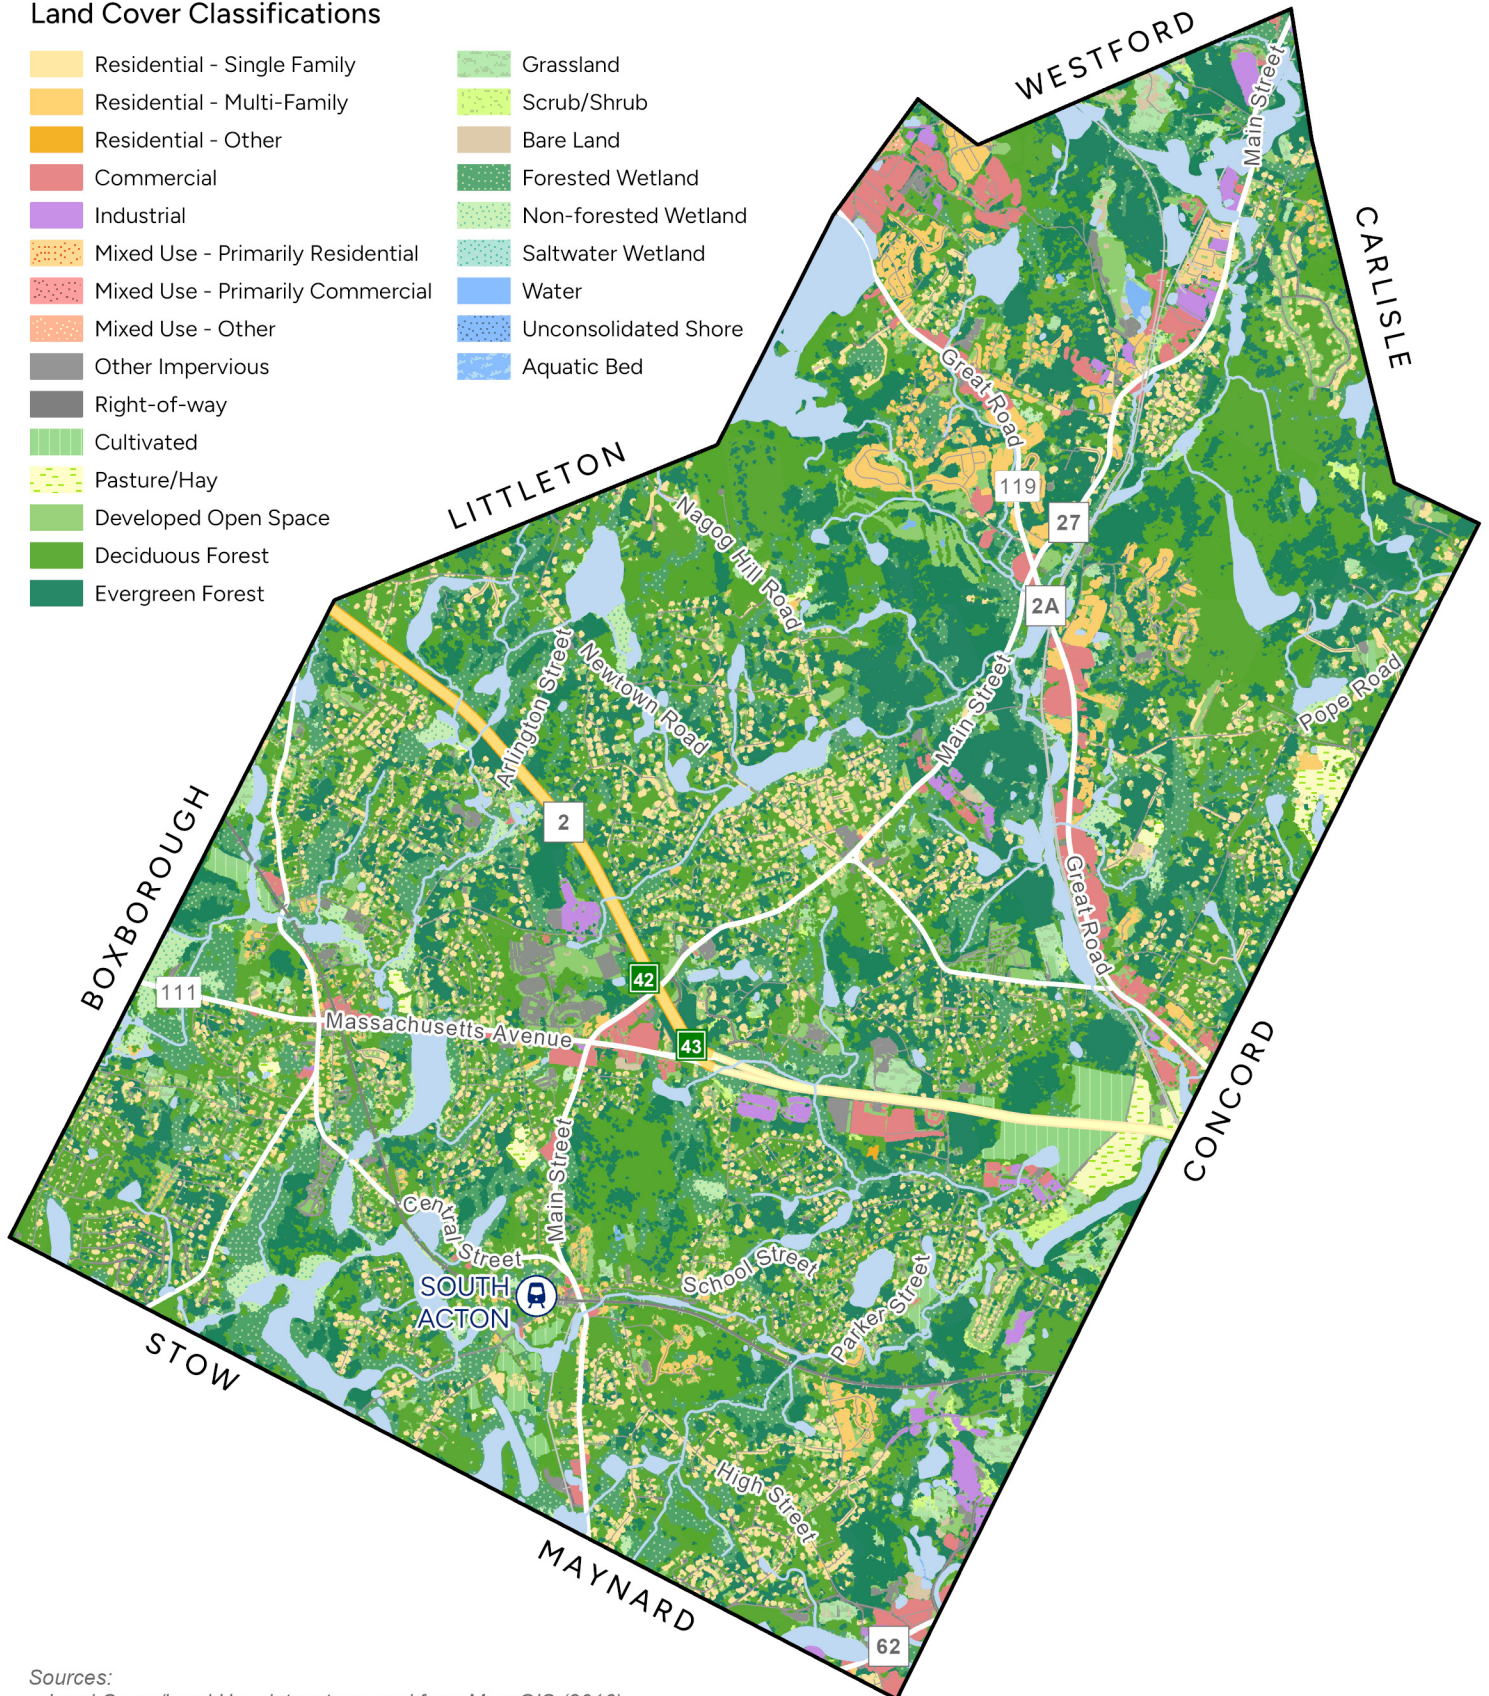 Land Cover Classifications
Residential - Single Family
Residential - Multi-Family
Residential - Other
Commercial
Industrial
Mixed Use - Primarily Residential
Mixed Use - Primarily Commercial
Mixed Use - Other
Other Impervious
Right-of-way
Cultivated
Pasture/Hay
Developed Open Space
Deciduous Forest
Evergreen Forest
Grassland
Scrub/Shrub
Bare Land
Forested Wetland
Non-forested Wetland
Saltwater Wetland
Water
Unconsolidated Shore
Aquatic Bed
WESTFORD
Main Street
CARLISLE
Great Road
LITTLETON
119
27
Nagog Hill Road
2A
Arlington Street
Newtown Road
Main Street
Pope Road
BOXBOROUGH
2
Great Road
42
111
Massachusetts Avenue
43
CONCORD
Main Street
Central Street
SOUTH
ACTON
School Street
Parker Street
STOW
High Street
MAYNARD
62
Sources: